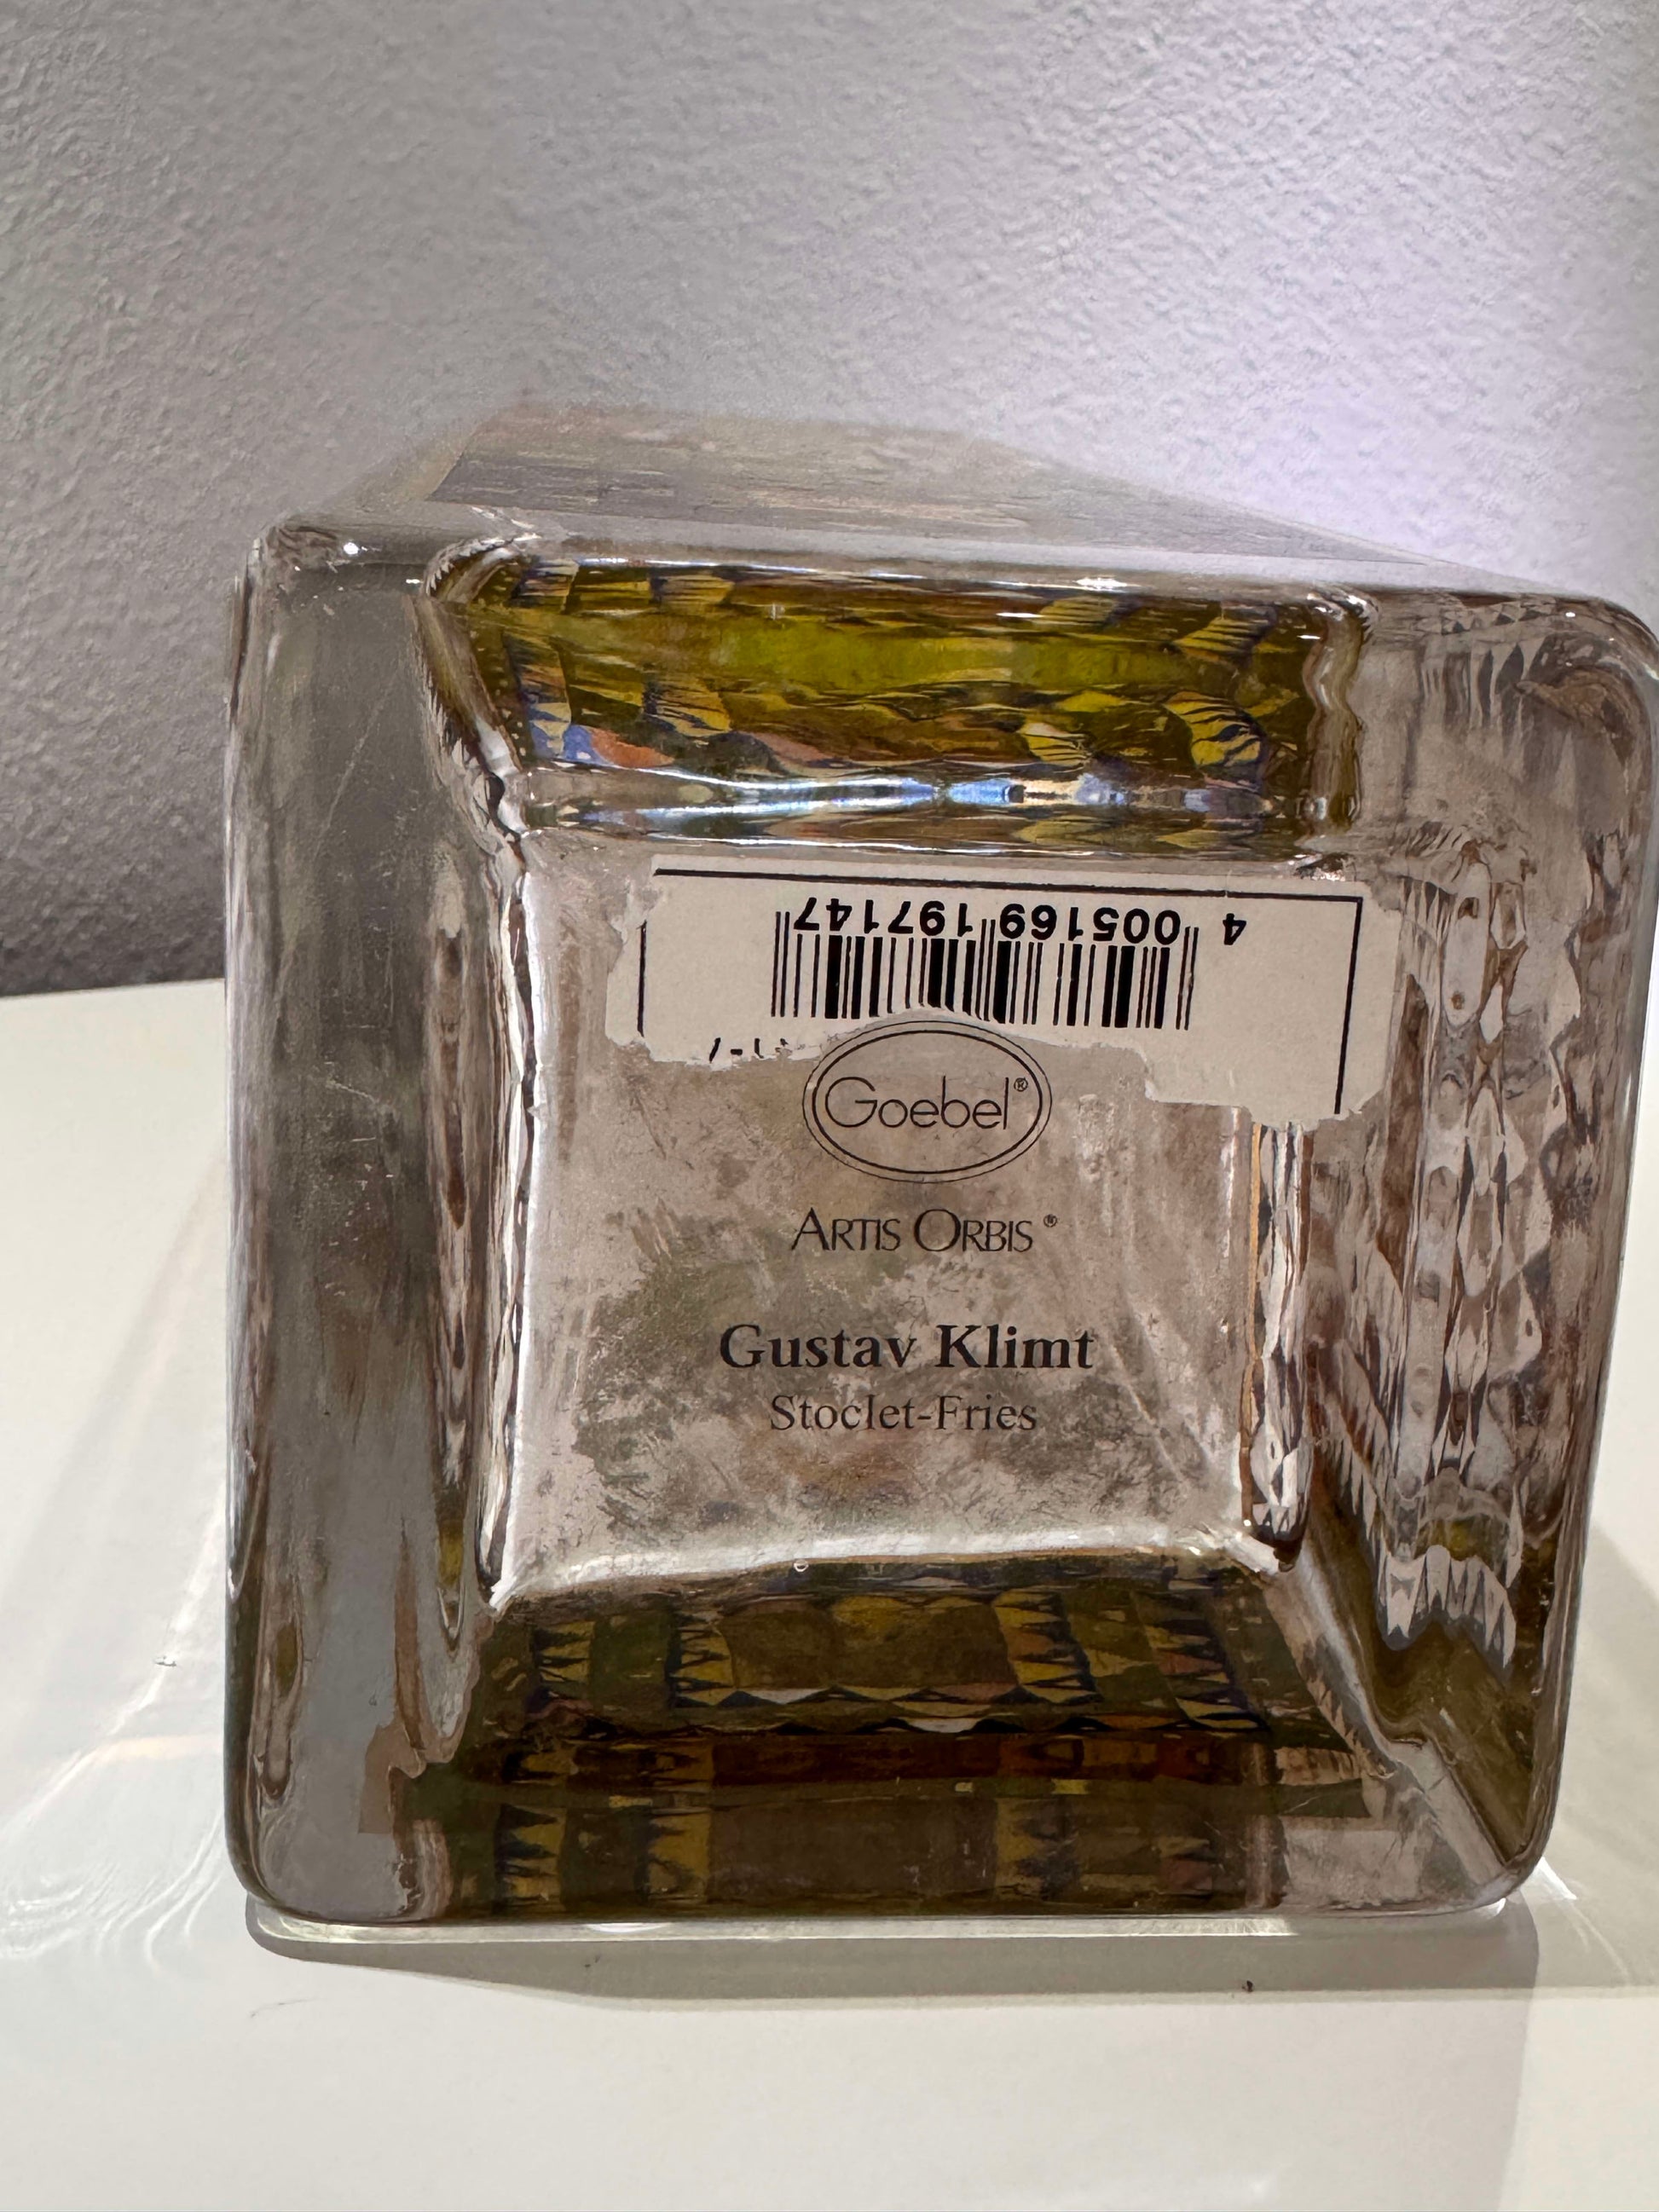 4 005169 197147
Goebel®
ARTIS ORBIS®
Gustav Klimt
Stoclet-Fries